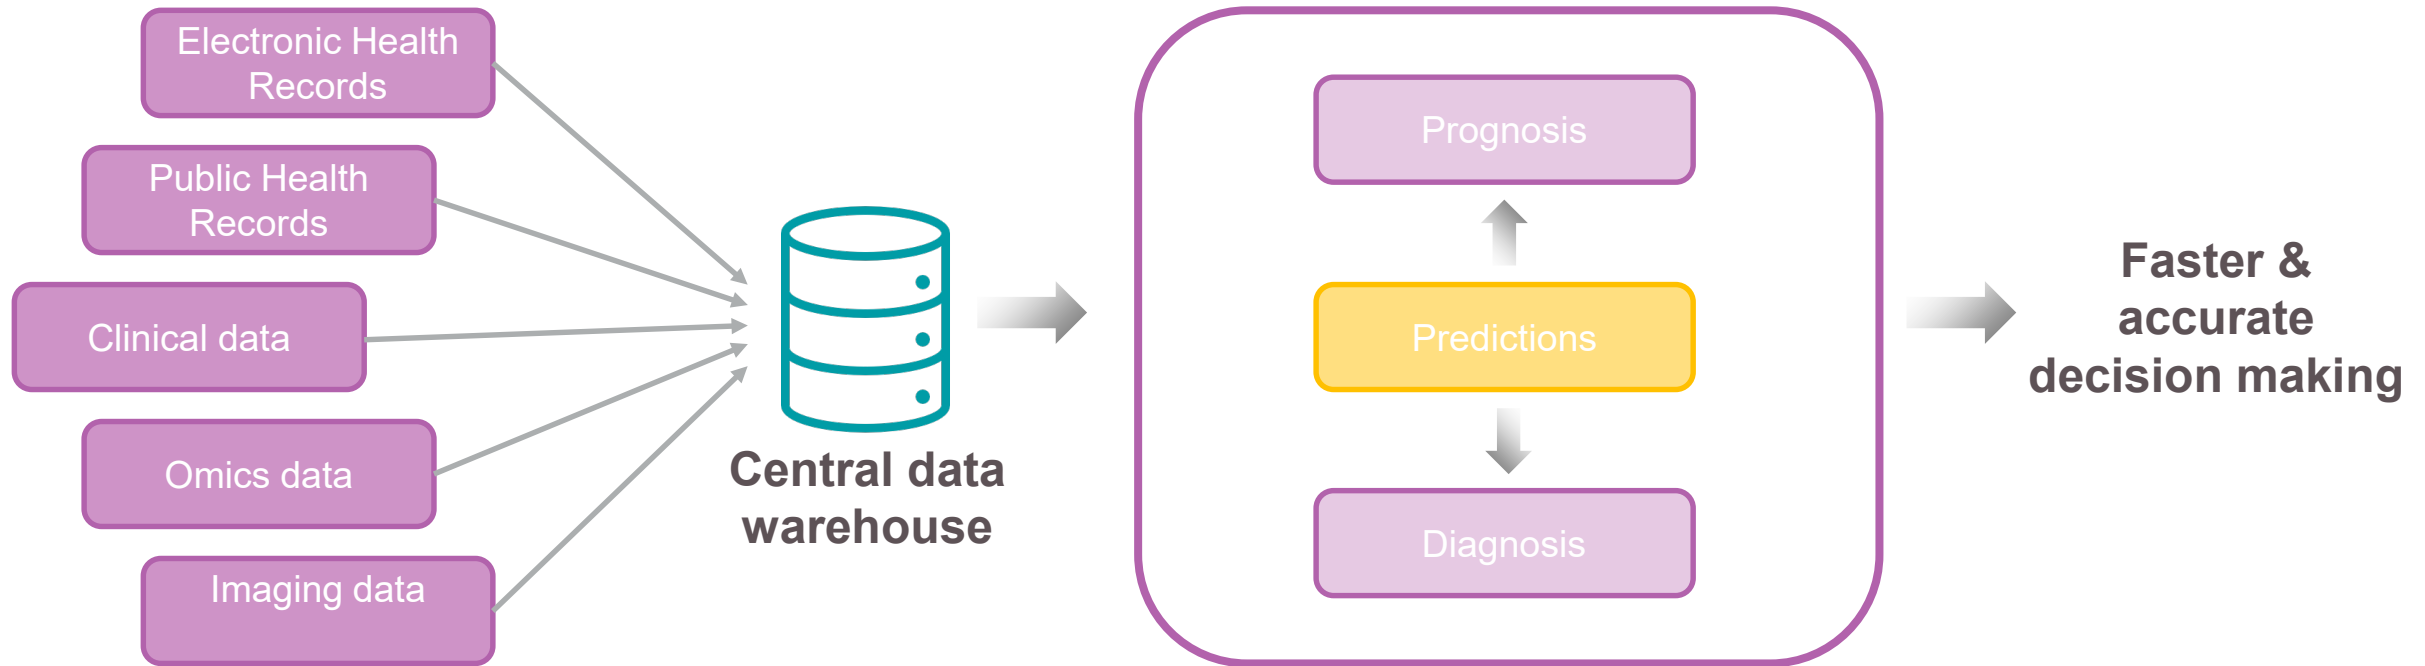 Electronic Health
Records
Public Health
Records
Clinical data
Omics data
Imaging data
Central data
warehouse
Prognosis
Predictions
Diagnosis
Faster &
accurate
decision making